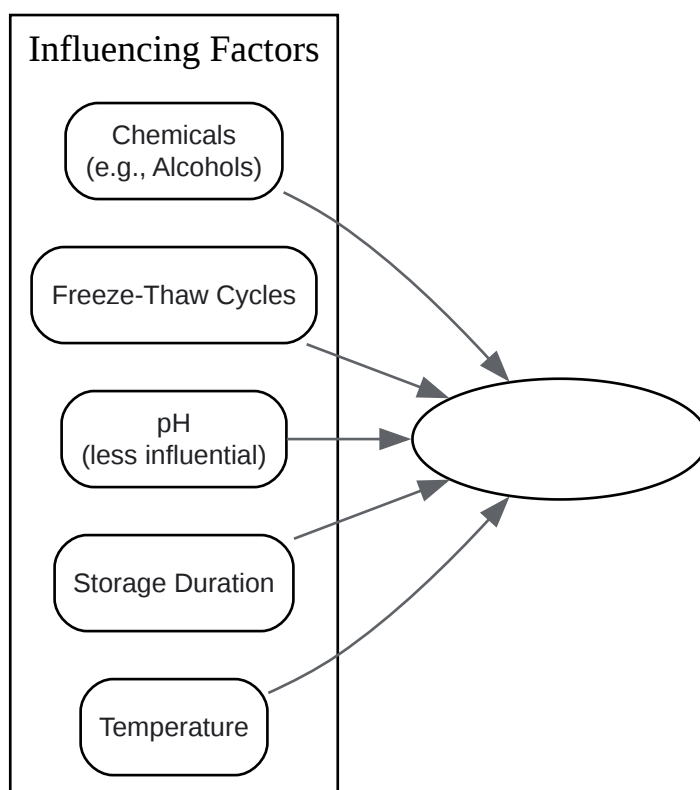 Influencing Factors
Chemicals
(e.g., Alcohols)
Freeze-Thaw Cycles
pH
(less influential)
Storage Duration
Temperature